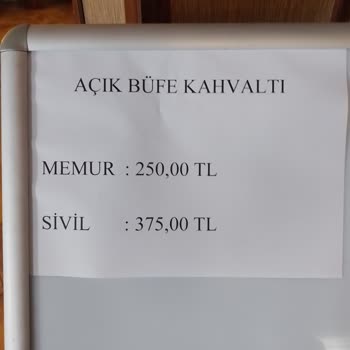 AÇIK BÜFE KAHVALTI
MEMUR : 250,00 TL
SİVİL : 375,00 TL